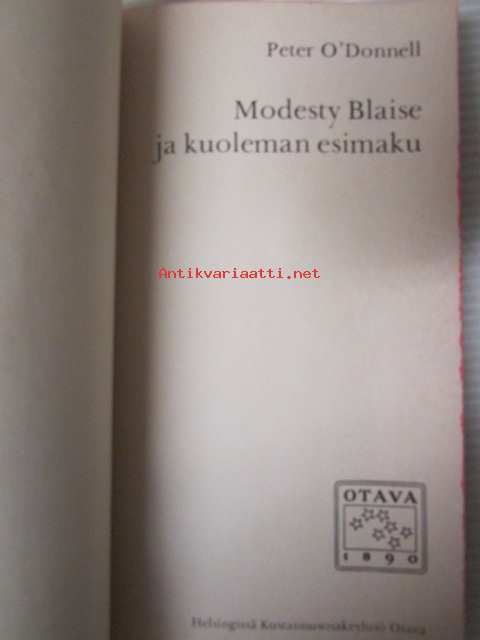 Peter O'Donnell
Modesty Blaise
ja kuoleman esimaku
Antikvariaatti.net
OTAVA
1890
Helsingissä Kustannusosakeyhtiö Otava